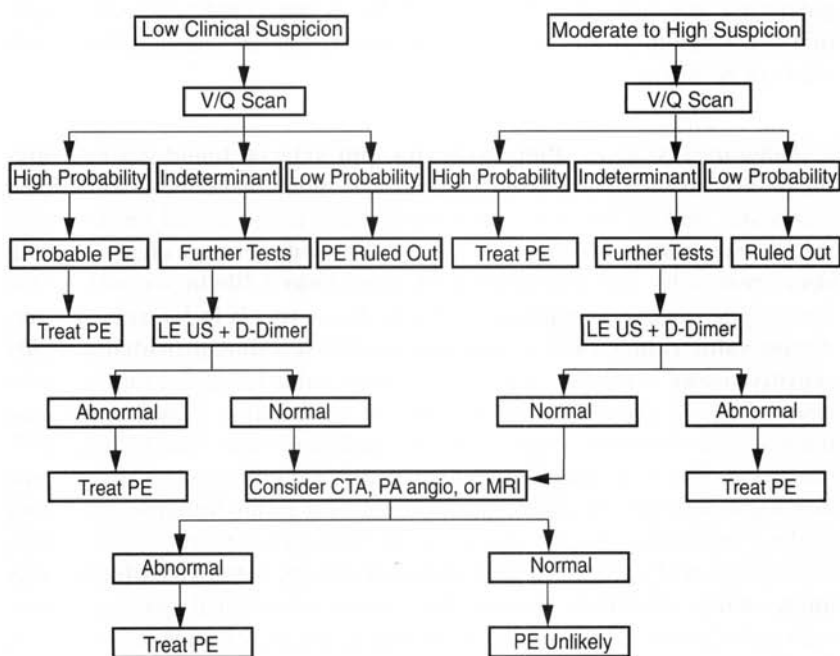 Low Clinical Suspicion
Moderate to High Suspicion
V/Q Scan
V/Q Scan
High Probability
Indeterminant
Low Probability
High Probability
Indeterminant
Low Probability
Probable PE
Further Tests
PE Ruled Out
Treat PE
Further Tests
Ruled Out
Treat PE
LE US + D-Dimer
LE US + D-Dimer
Abnormal
Normal
Normal
Abnormal
Treat PE
Consider CTA, PA angio, or MRI
Treat PE
Abnormal
Normal
Treat PE
PE Unlikely